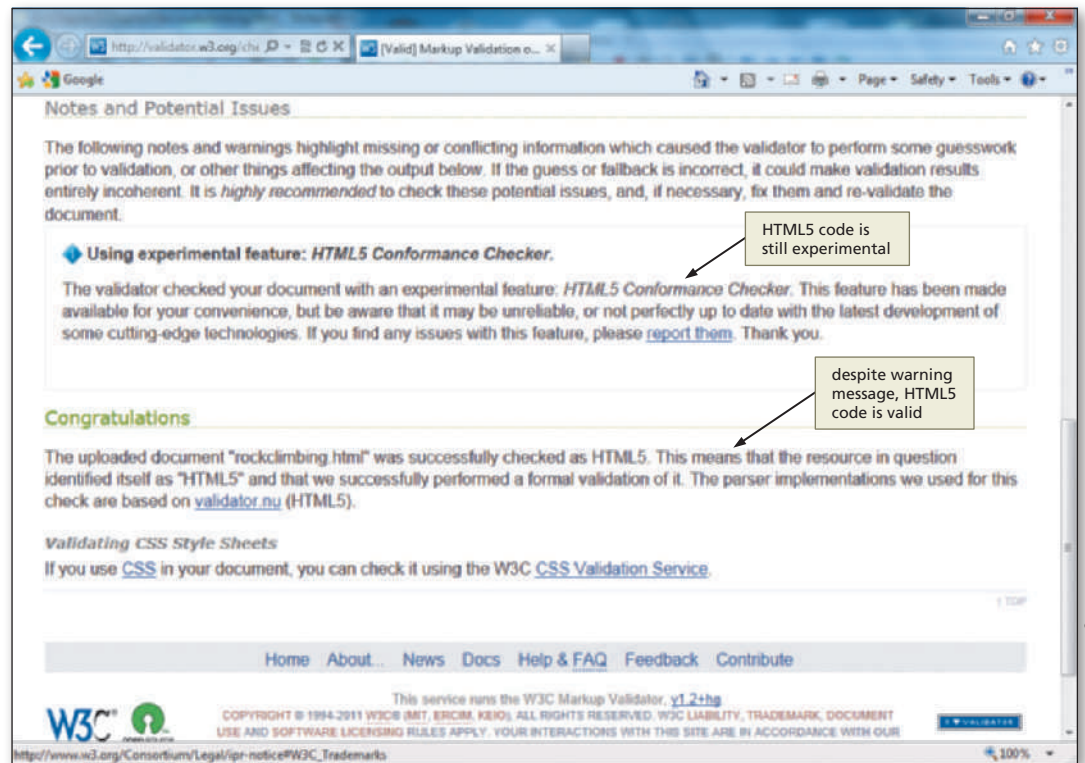 http://validator.w3.org/che
[Valid] Markup Validation o...
Google
Page
Safety
Tools
Notes and Potential Issues
The following notes and warnings highlight missing or conflicting information which caused the validator to perform some guesswork
prior to validation, or other things affecting the output below. If the guess or fallback is incorrect, it could make validation results
entirely incoherent. It is highly recommended to check these potential issues, and, if necessary, fix them and re-validate the
document.
HTML5 code is
still experimental
Using experimental feature: HTML5 Conformance Checker.
The validator checked your document with an experimental feature: HTML5 Conformance Checker. This feature has been made
available for your convenience, but be aware that it may be unreliable, or not perfectly up to date with the latest development of
some cutting-edge technologies. If you find any issues with this feature, please report them. Thank you.
despite warning
message, HTML5
code is valid
Congratulations
The uploaded document "rockclimbing.html" was successfully checked as HTML5. This means that the resource in question
identified itself as "HTML5" and that we successfully performed a formal validation of it. The parser implementations we used for this
check are based on validator.nu (HTML5).
Validating CSS Style Sheets
If you use CSS in your document, you can check it using the W3C CSS Validation Service.
↑ TOP
Home About... News Docs Help & FAQ Feedback Contribute
This service runs the W3C Markup Validator, v1.2+hg
W3C®
COPYRIGHT © 1994-2011 W3C® (MIT, ERCIM, KEIO), ALL RIGHTS RESERVED. W3C LIABILITY, TRADEMARK, DOCUMENT
USE AND SOFTWARE LICENSING RULES APPLY. YOUR INTERACTIONS WITH THIS SITE ARE IN ACCORDANCE WITH OUR
VALIDATOR
http://www.w3.org/Consortium/Legal/ipr-notice#W3C_Trademarks
100%